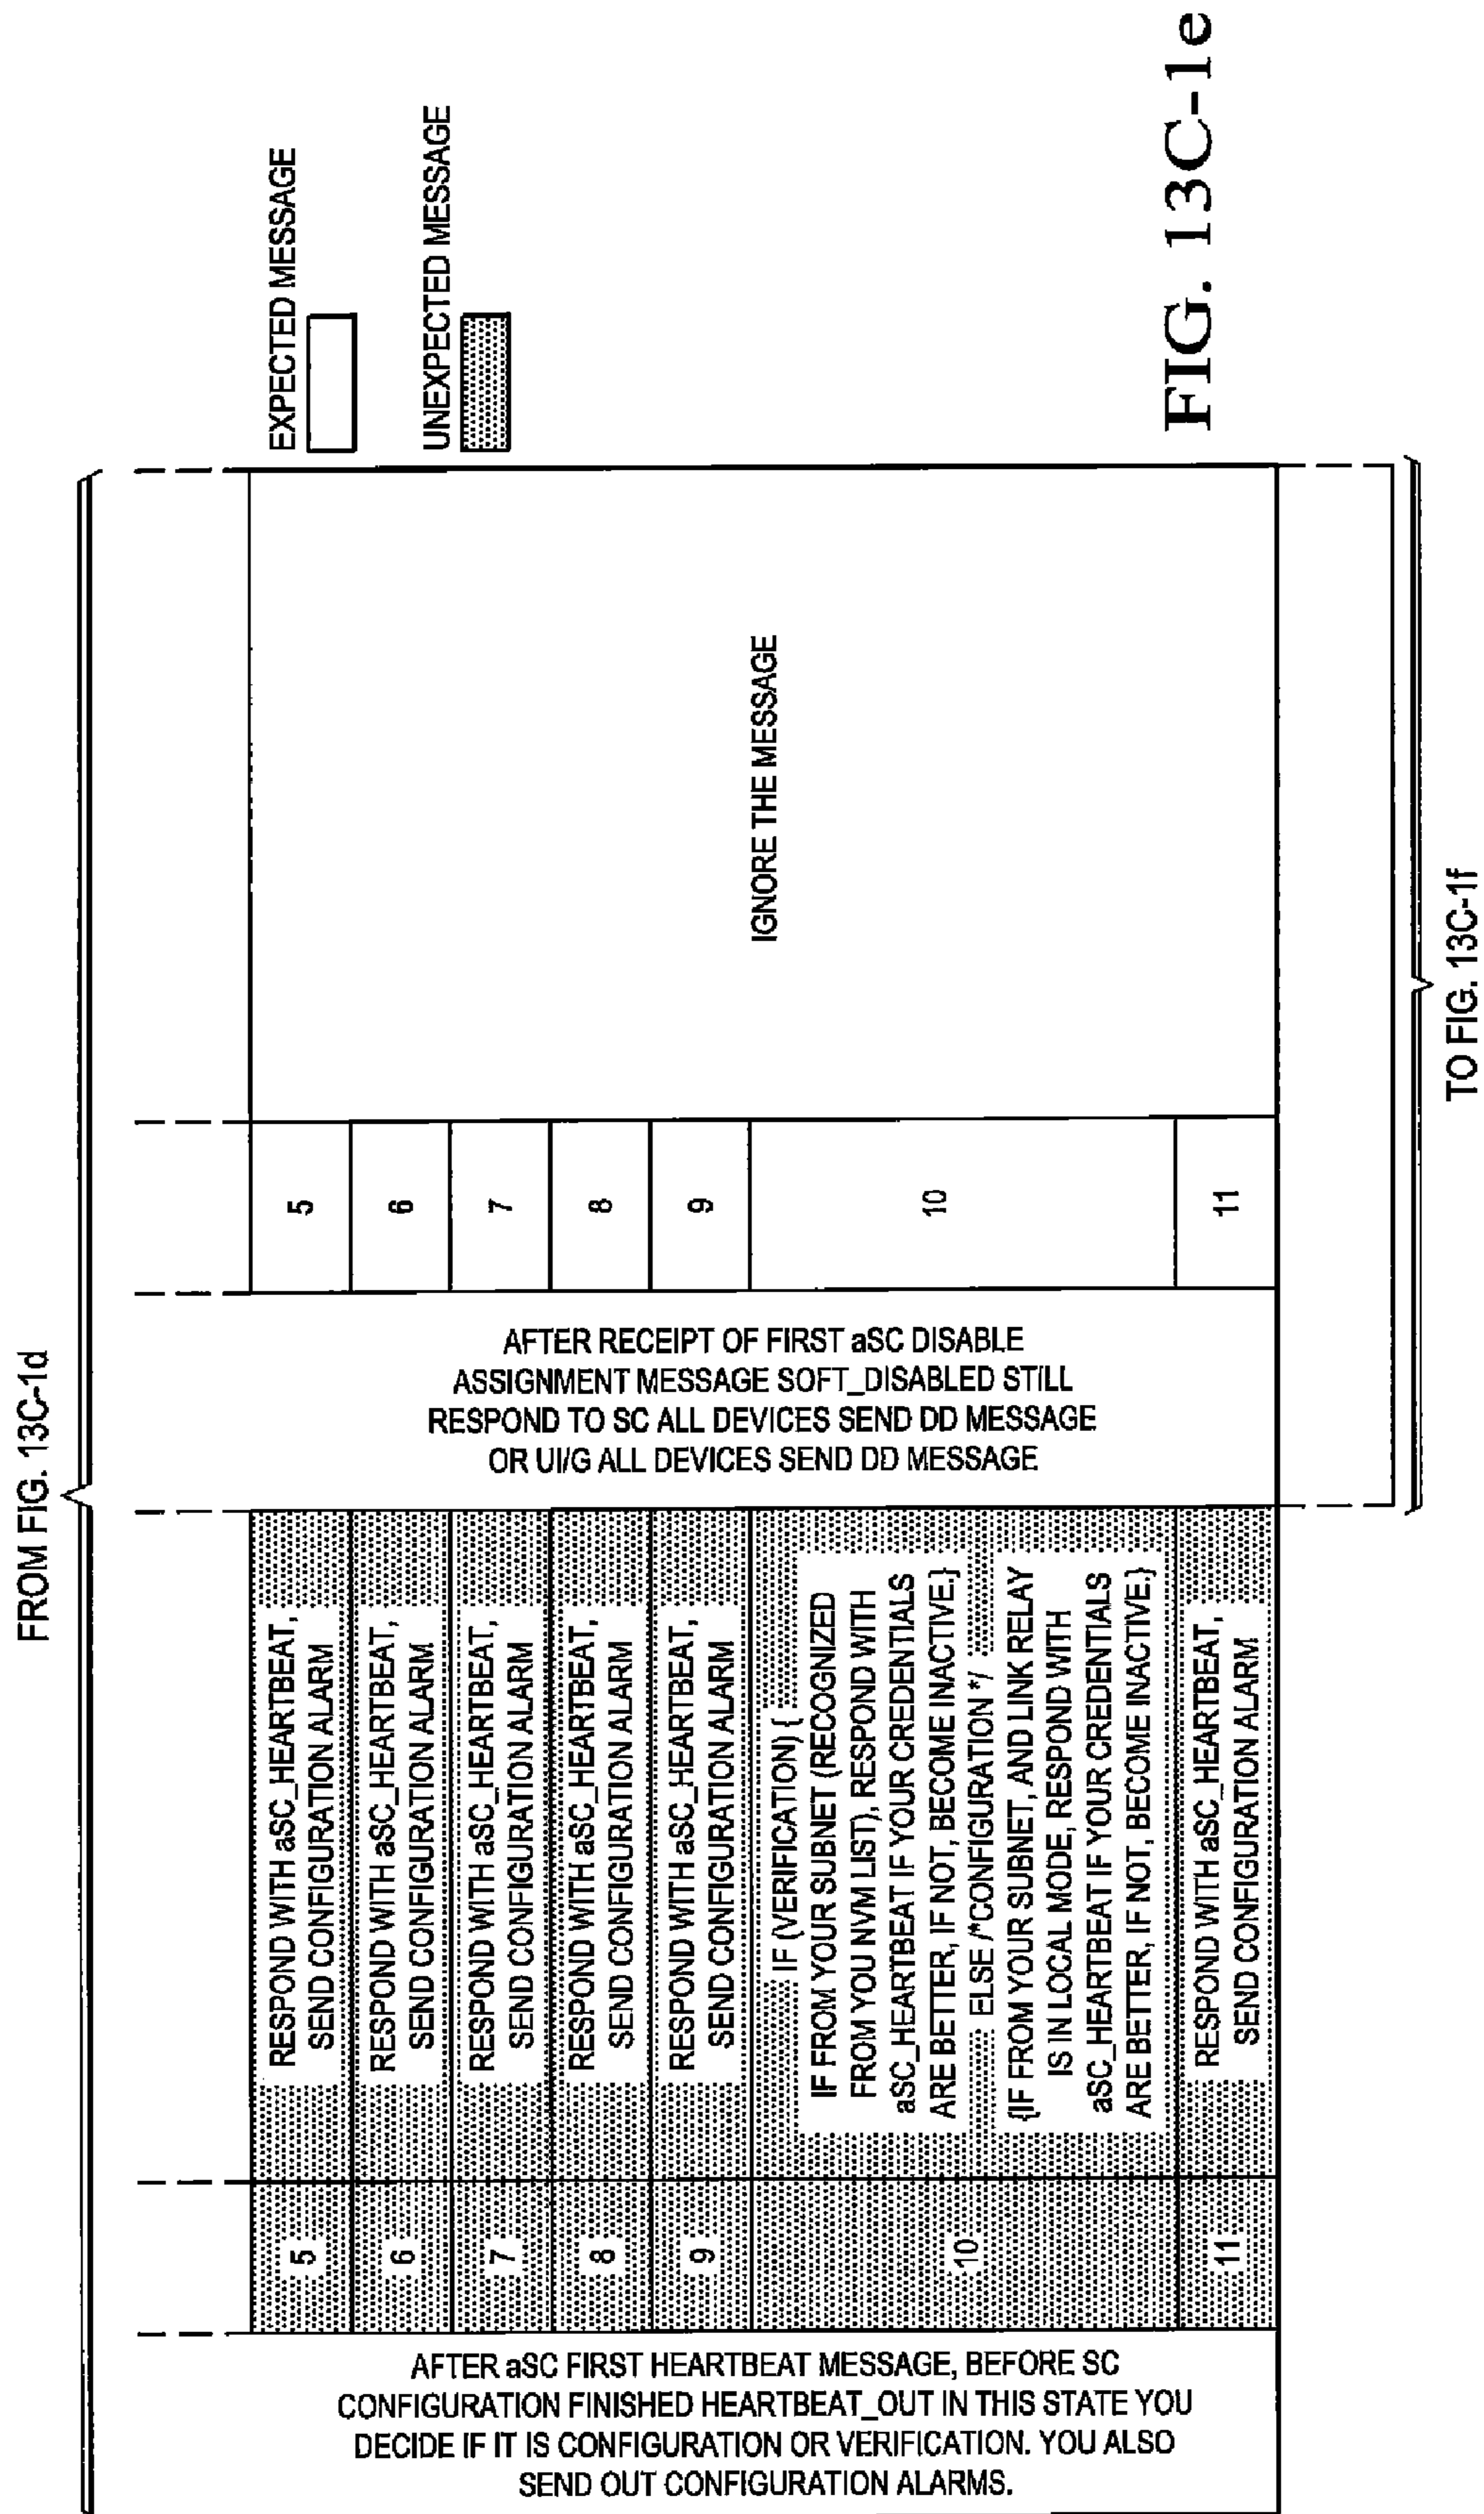 FROM FIG. 13C-1d
AFTER aSC FIRST HEARTBEAT MESSAGE, BEFORE SC
CONFIGURATION FINISHED HEARTBEAT_OUT IN THIS STATE YOU
DECIDE IF IT IS CONFIGURATION OR VERIFICATION. YOU ALSO
SEND OUT CONFIGURATION ALARMS.
5
RESPOND WITH aSC_HEARTBEAT,
SEND CONFIGURATION ALARM
6
RESPOND WITH aSC_HEARTBEAT,
SEND CONFIGURATION ALARM
7
RESPOND WITH aSC_HEARTBEAT,
SEND CONFIGURATION ALARM
8
RESPOND WITH aSC_HEARTBEAT,
SEND CONFIGURATION ALARM
9
RESPOND WITH aSC_HEARTBEAT,
SEND CONFIGURATION ALARM
10
IF (VERIFICATION) {
IF FROM YOUR SUBNET (RECOGNIZED
FROM YOU NVM LIST), RESPOND WITH
aSC_HEARTBEAT IF YOUR CREDENTIALS
ARE BETTER, IF NOT, BECOME INACTIVE.}
ELSE /*CONFIGURATION */
{IF FROM YOUR SUBNET, AND LINK RELAY
IS IN LOCAL MODE, RESPOND WITH
aSC_HEARTBEAT IF YOUR CREDENTIALS
ARE BETTER, IF NOT, BECOME INACTIVE.}
11
RESPOND WITH aSC_HEARTBEAT,
SEND CONFIGURATION ALARM
AFTER RECEIPT OF FIRST aSC DISABLE
ASSIGNMENT MESSAGE SOFT_DISABLED STILL
RESPOND TO SC ALL DEVICES SEND DD MESSAGE
OR UI/G ALL DEVICES SEND DD MESSAGE
5
6
7
8
9
10
11
IGNORE THE MESSAGE
EXPECTED MESSAGE
UNEXPECTED MESSAGE
TO FIG. 13C-1f
FIG. 13C-1e